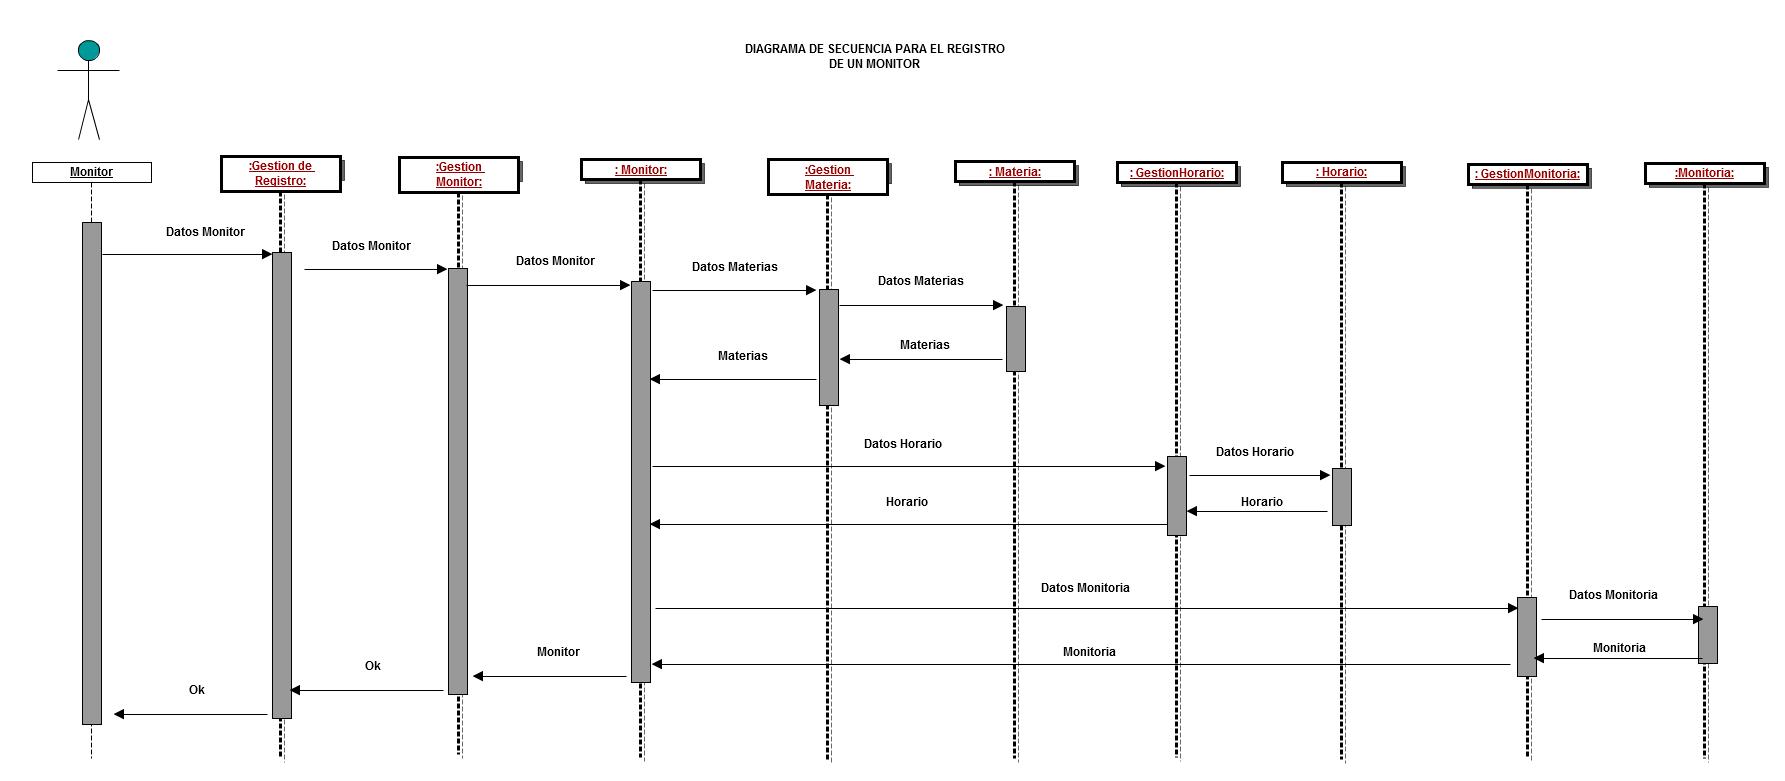 DIAGRAMA DE SECUENCIA PARA EL REGISTRO
DE UN MONITOR
Monitor
:Gestion de
Registro:
:Gestion
Monitor:
: Monitor:
:Gestion
Materia:
: Materia:
: GestionHorario:
: Horario:
: GestionMonitoria:
:Monitoria:
Datos Monitor
Datos Monitor
Datos Monitor
Datos Materias
Datos Materias
Materias
Materias
Datos Horario
Datos Horario
Horario
Horario
Datos Monitoria
Datos Monitoria
Monitoria
Monitoria
Monitor
Ok
Ok